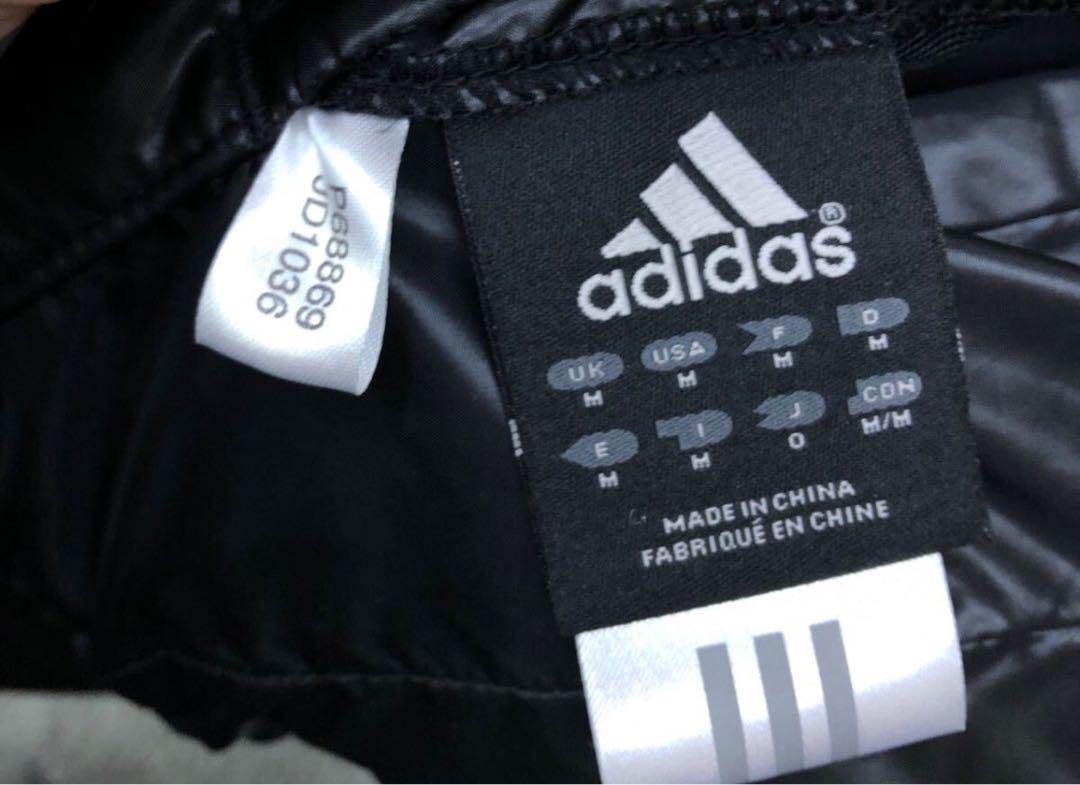 P68869
JD1036
adidas®
UK USA F D
M M M M
E I J CDN
M M O M/M
MADE IN CHINA
FABRIQUÉ EN CHINE